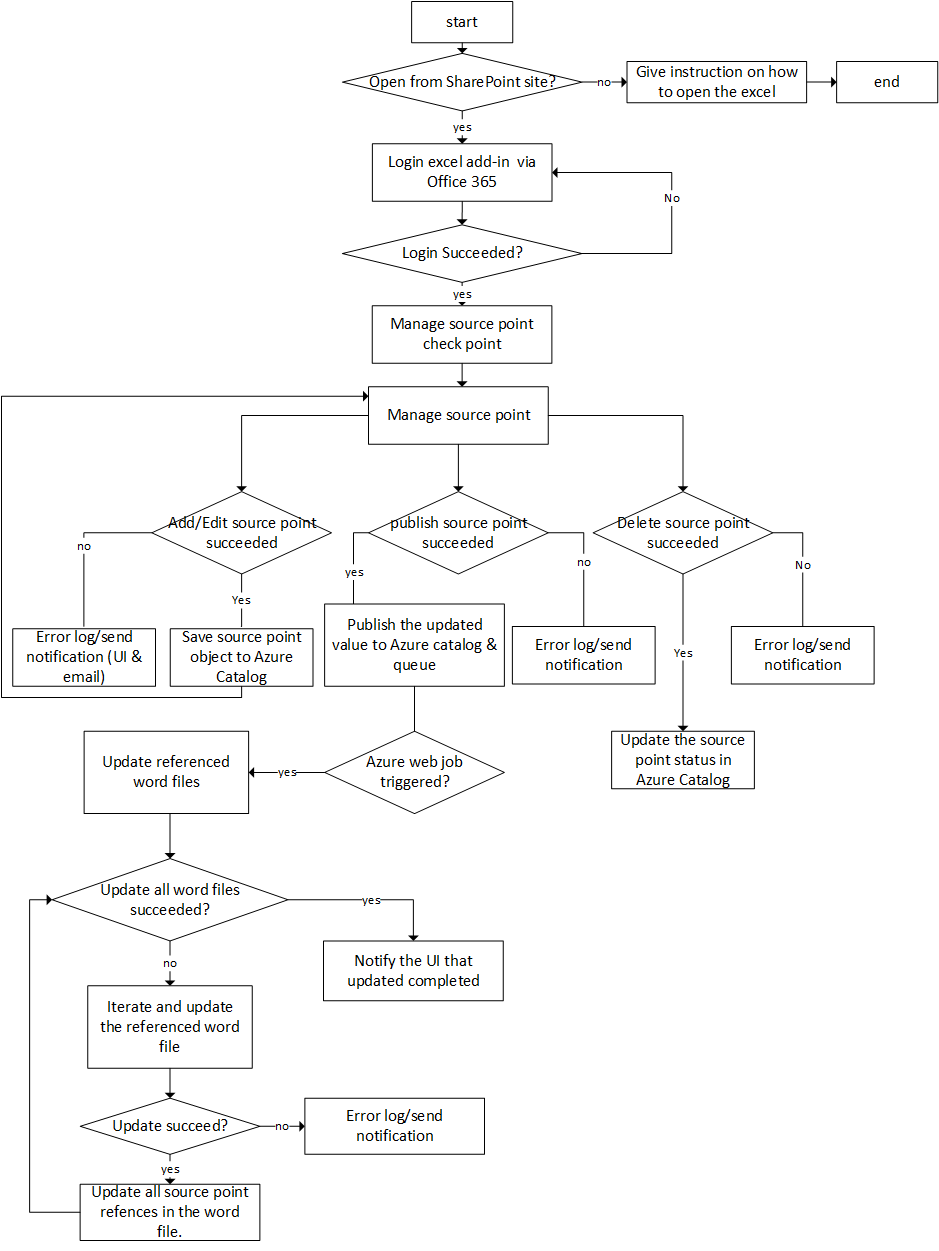 start
Open from SharePoint site?
no
Give instruction on how
to open the excel
end
yes
Login excel add-in via
Office 365
No
Login Succeeded?
yes
Manage source point
check point
Manage source point
Add/Edit source point
succeeded
publish source point
succeeded
Delete source point
succeeded
no
yes
no
No
Yes
Error log/send
notification (UI &
email)
Save source point
object to Azure
Catalog
Publish the updated
value to Azure catalog &
queue
Error log/send
notification
Yes
Error log/send
notification
Update referenced
word files
yes
Azure web job
triggered?
Update the source
point status in
Azure Catalog
Update all word files
succeeded?
yes
no
Notify the UI that
updated completed
Iterate and update
the referenced word
file
Update succeed?
no
Error log/send
notification
yes
Update all source point
refences in the word
file.